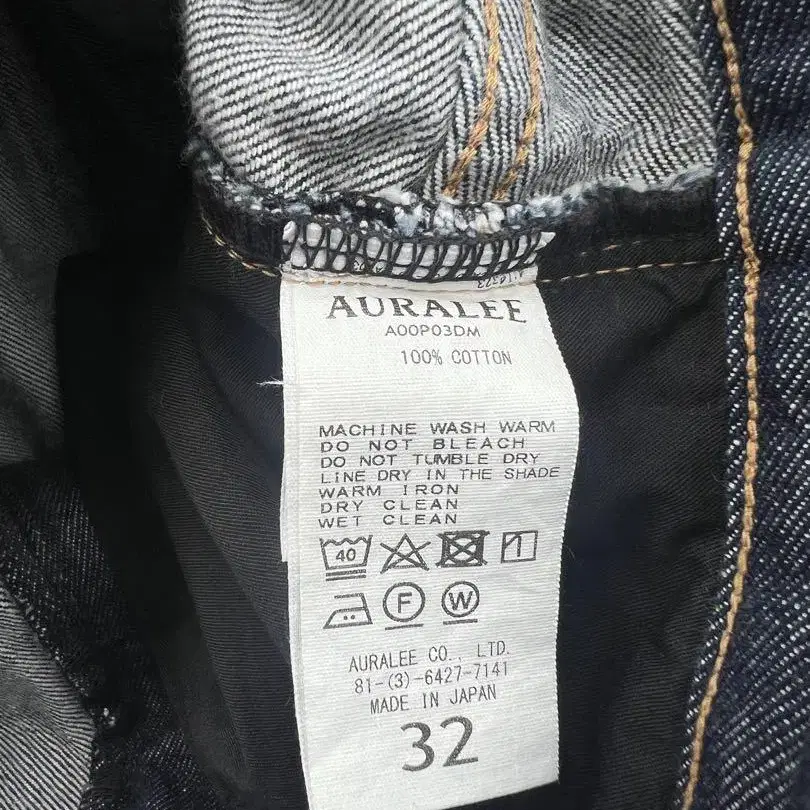 AURALEE
A00P03DM
100% COTTON
MACHINE WASH WARM
DO NOT BLEACH
DO NOT TUMBLE DRY
LINE DRY IN THE SHADE
WARM IRON
DRY CLEAN
WET CLEAN
40
F W
AURALEE CO., LTD.
81-(3)-6427-7141
MADE IN JAPAN
32